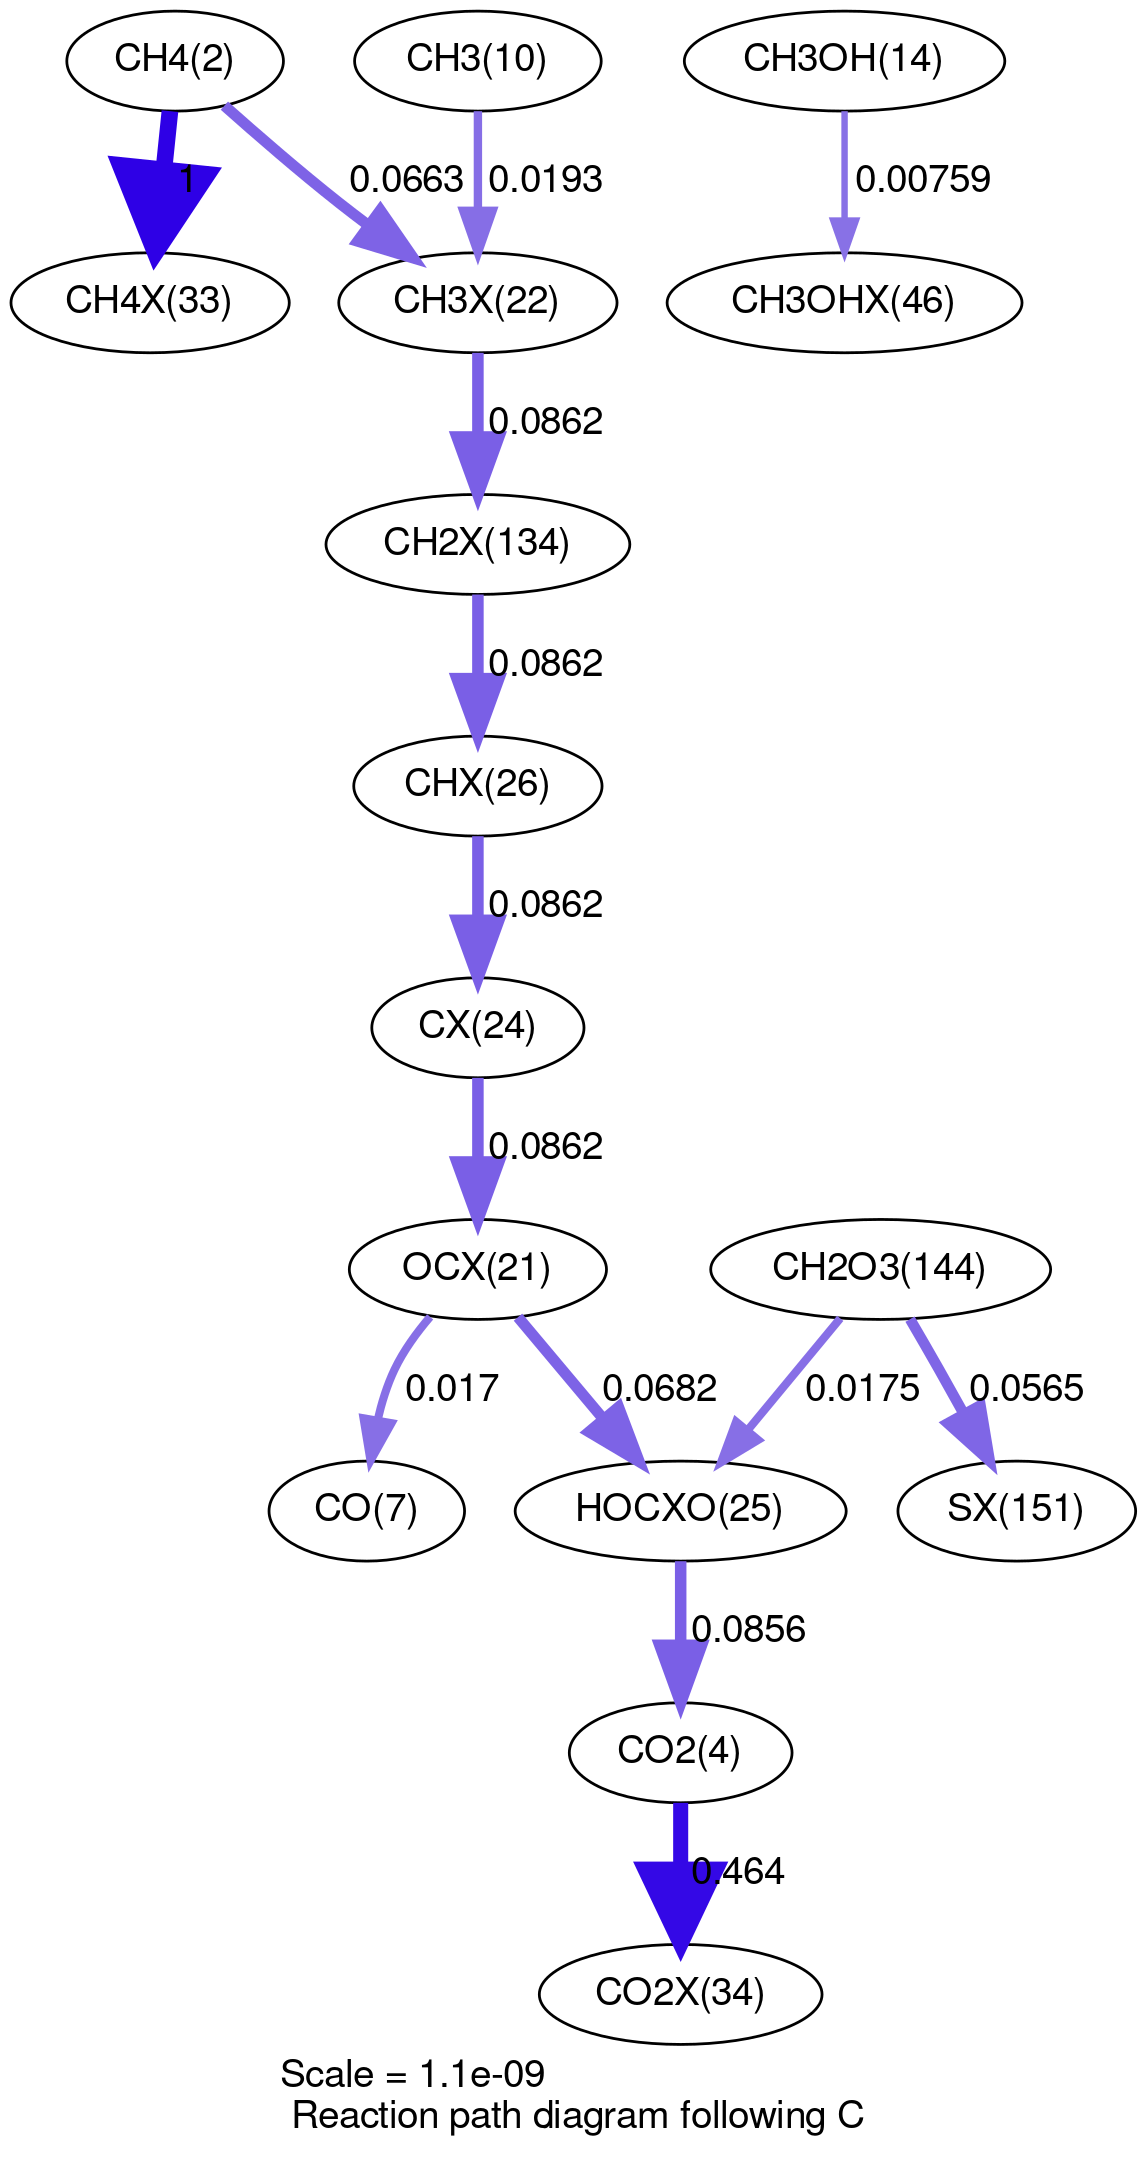 CH4(2)
CH3(10)
CH3OH(14)
1
0.0663
0.0193
0.00759
CH4X(33)
CH3X(22)
CH3OHX(46)
0.0862
CH2X(134)
0.0862
CHX(26)
0.0862
CX(24)
0.0862
OCX(21)
CH2O3(144)
0.017
0.0682
0.0175
0.0565
CO(7)
HOCXO(25)
SX(151)
0.0856
CO2(4)
0.464
CO2X(34)
Scale = 1.1e-09
Reaction path diagram following C